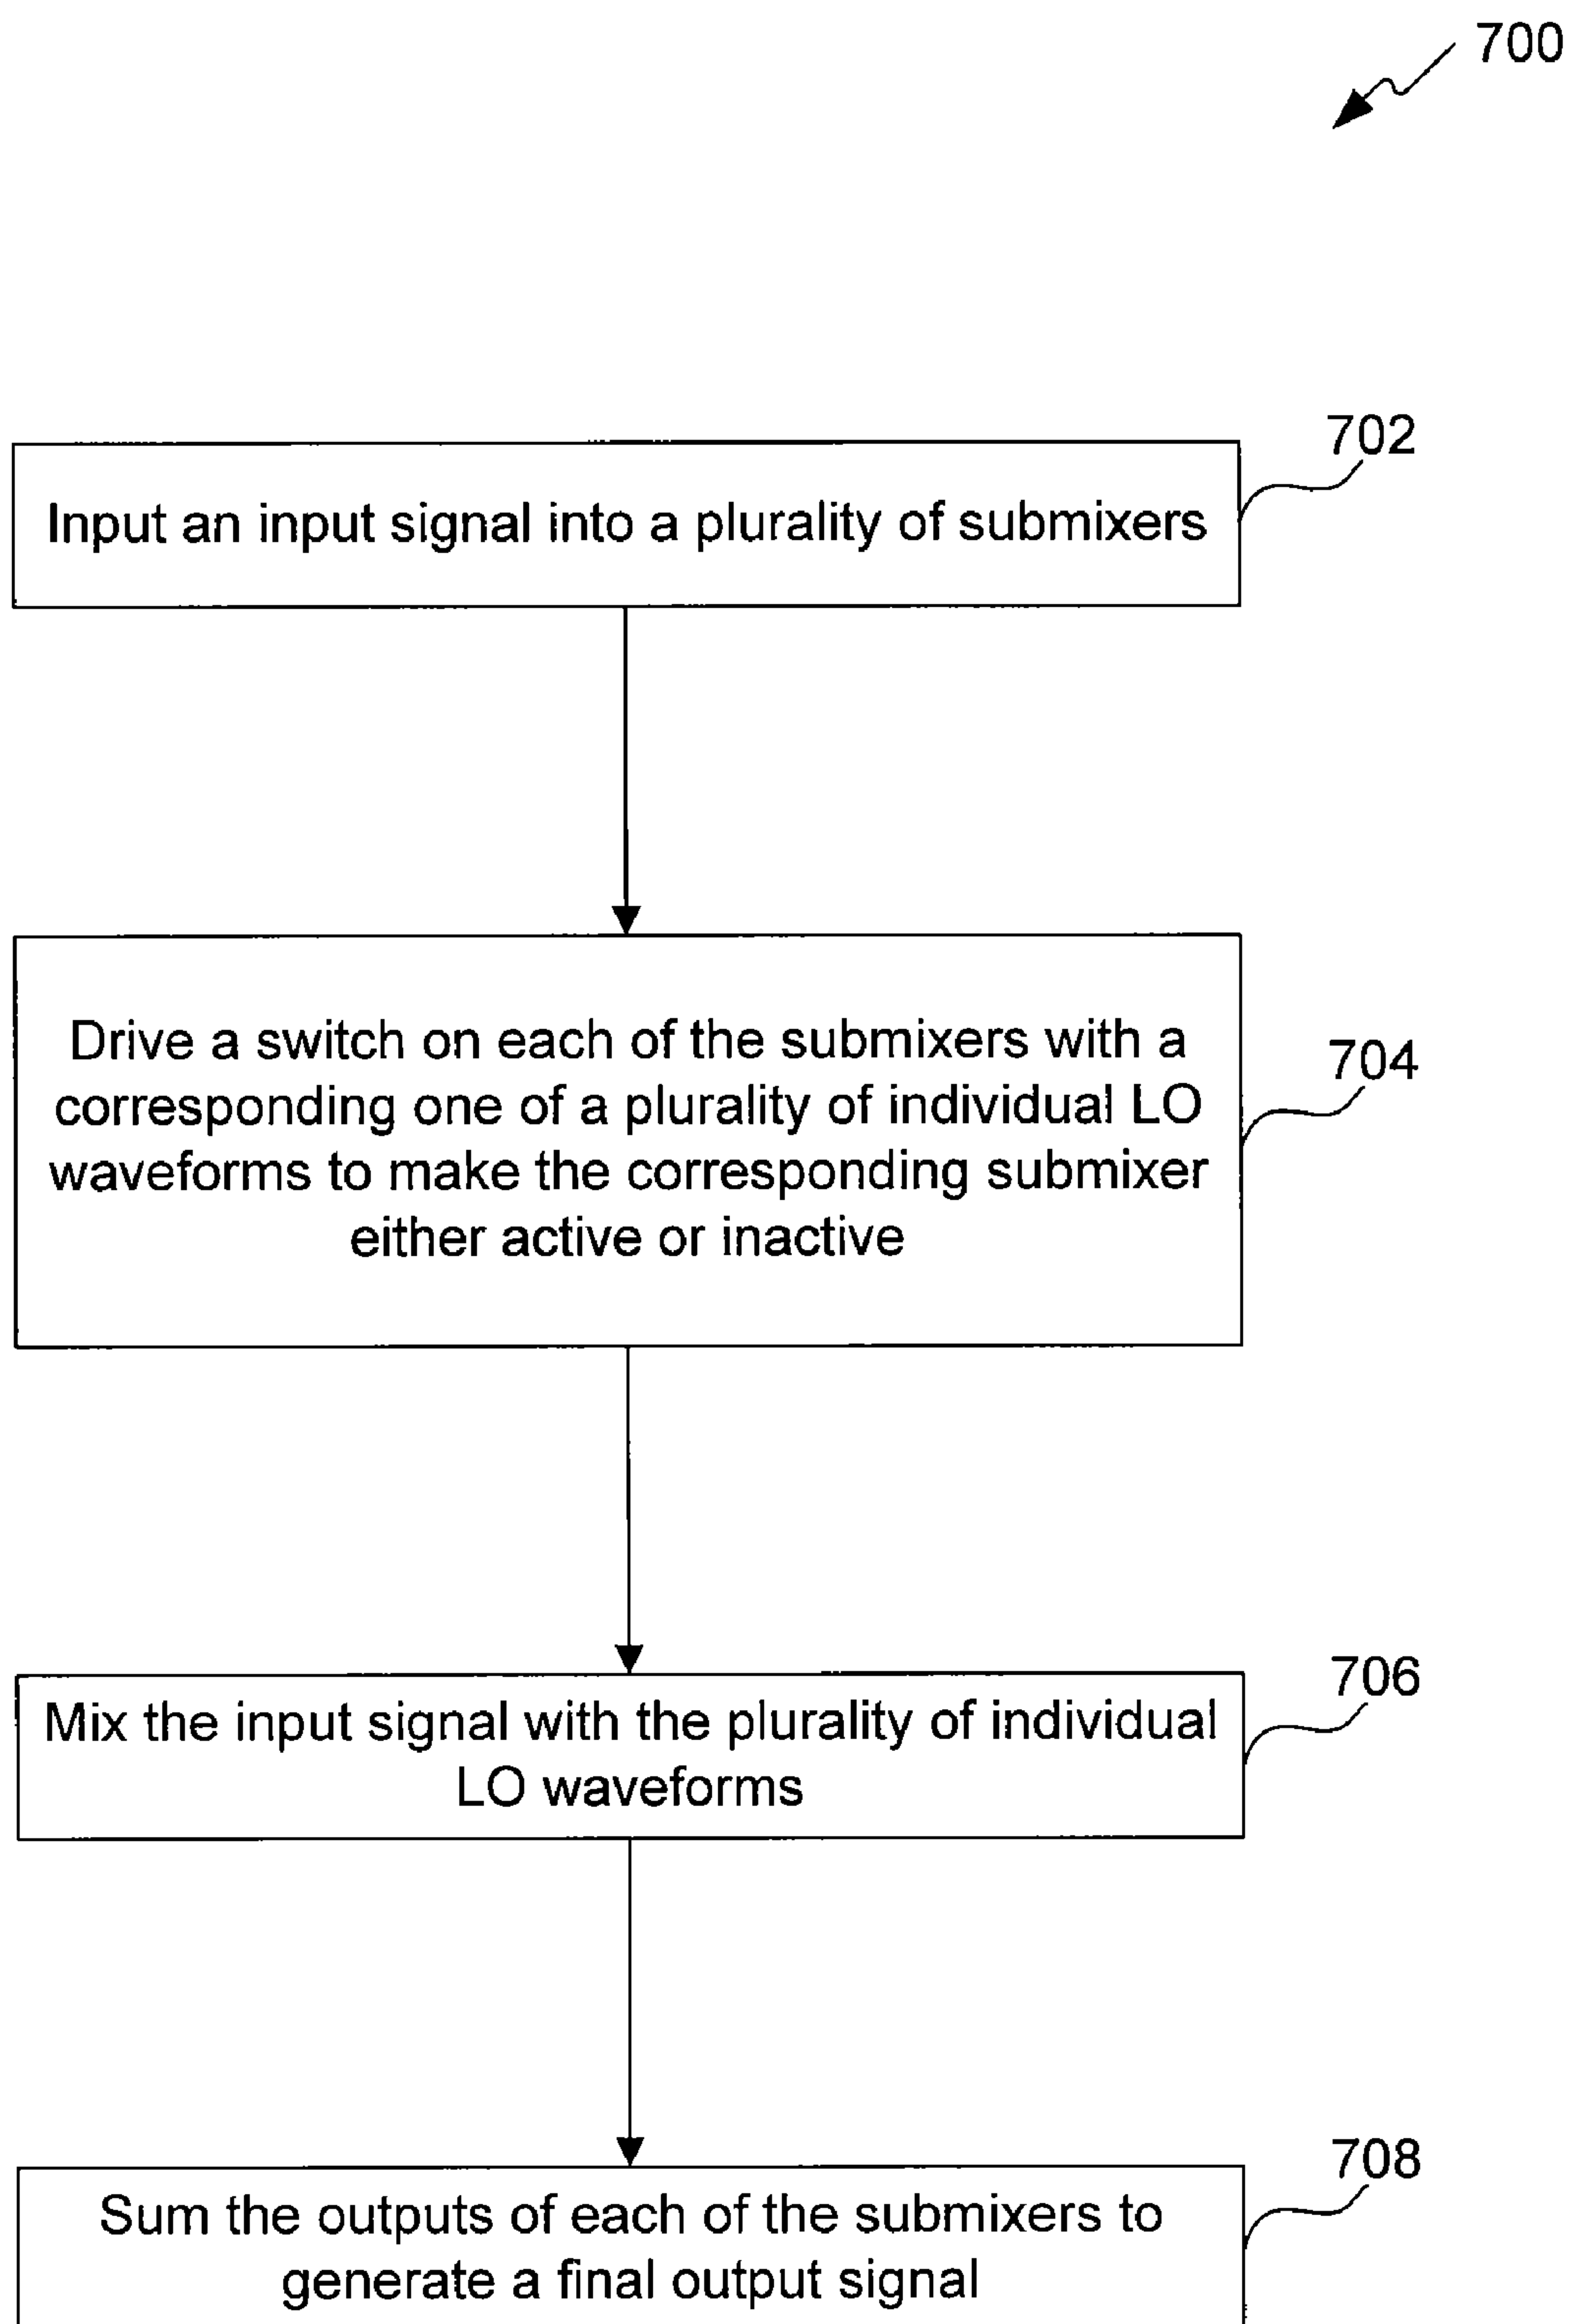 700
702
Input an input signal into a plurality of submixers
Drive a switch on each of the submixers with a
corresponding one of a plurality of individual LO
waveforms to make the corresponding submixer
either active or inactive
704
706
Mix the input signal with the plurality of individual
LO waveforms
708
Sum the outputs of each of the submixers to
generate a final output signal